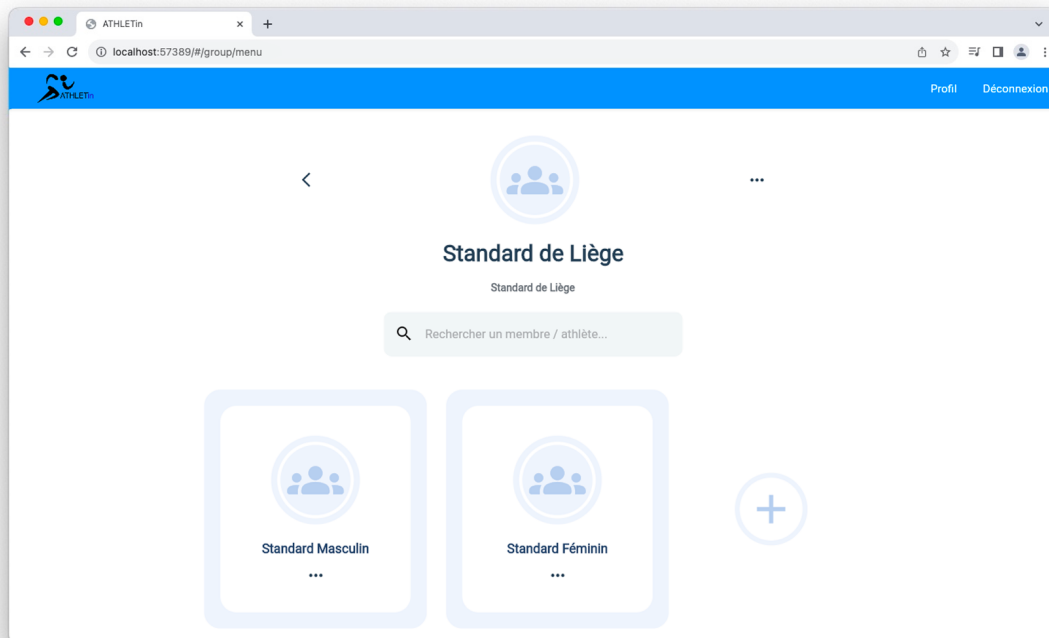 ATHLETin
localhost:57389/#/group/menu
ATHLETin
Profil
Déconnexion
Standard de Liège
Standard de Liège
Rechercher un membre / athlète...
Standard Masculin
Standard Féminin